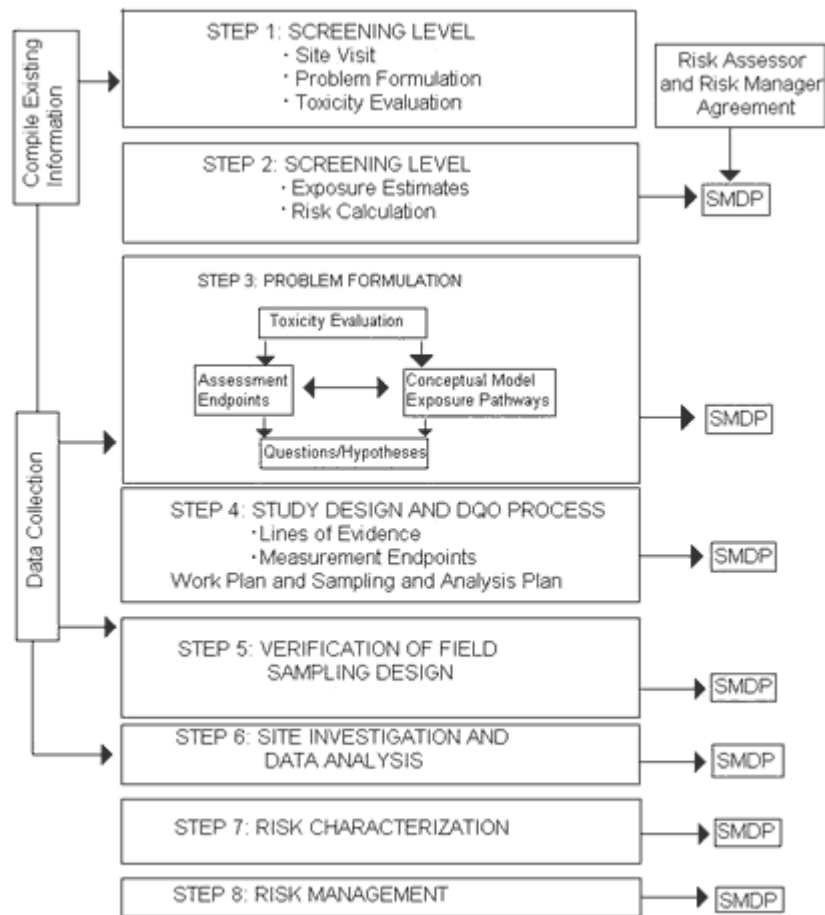 Compile Existing
Information
STEP 1: SCREENING LEVEL
· Site Visit
· Problem Formulation
· Toxicity Evaluation
Risk Assessor
and Risk Manager
Agreement
STEP 2: SCREENING LEVEL
· Exposure Estimates
· Risk Calculation
SMDP
STEP 3: PROBLEM FORMULATION
Toxicity Evaluation
Assessment
Endpoints
Conceptual Model
Exposure Pathways
Questions/Hypotheses
SMDP
Data Collection
STEP 4: STUDY DESIGN AND DQO PROCESS
· Lines of Evidence
· Measurement Endpoints
Work Plan and Sampling and Analysis Plan
SMDP
STEP 5: VERIFICATION OF FIELD
SAMPLING DESIGN
SMDP
STEP 6: SITE INVESTIGATION AND
DATA ANALYSIS
SMDP
STEP 7: RISK CHARACTERIZATION
SMDP
STEP 8: RISK MANAGEMENT
SMDP